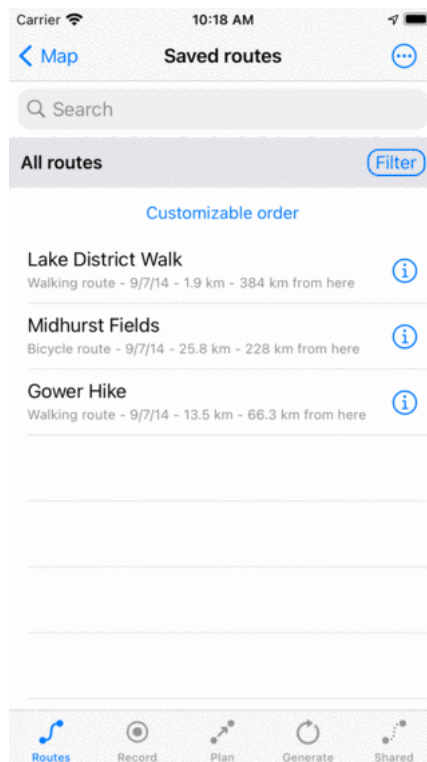 Carrier 10:18 AM
Map Saved routes
Search
All routes Filter
Customizable order
Lake District Walk
Walking route - 9/7/14 - 1.9 km - 384 km from here
Midhurst Fields
Bicycle route - 9/7/14 - 25.8 km - 228 km from here
Gower Hike
Walking route - 9/7/14 - 13.5 km - 66.3 km from here
Routes Record Plan Generate Shared